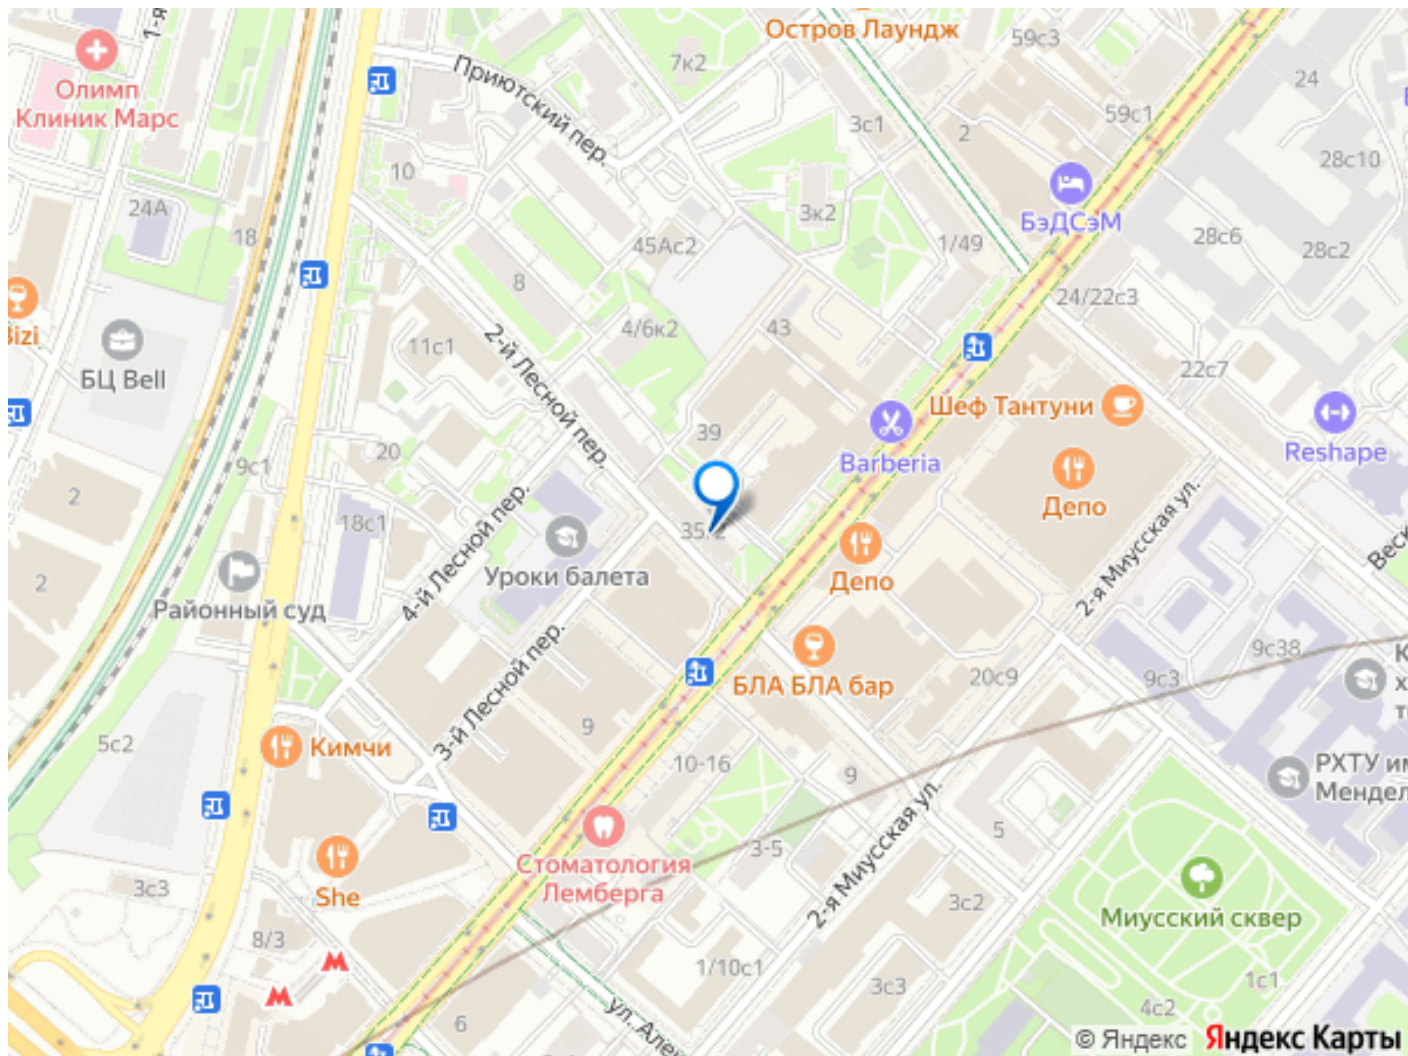 Остров Лаундж
59с3
1-я
7к2
24
Олимп
Клиник Марс
Приютский пер.
3с1
2
59с1
28с10
10
БэДСэМ
24А
3к2
18
45Ас2
1/49
28с6
28с2
8
24/22с3
Bizi
4/6к2
43
11с1
2-й Лесной пер.
БЦ Bell
22с7
Шеф Тантуни
39
20
Barberia
Reshape
9с1
2
Депо
18с1
35/2
4-й Лесной пер.
Уроки балета
2-я Миусская ул.
Депо
2
Районный суд
9с38
БЛА БЛА бар
20с9
9с3
3-й Лесной пер.
9
5с2
Кимчи
10-16
9
РХТУ им
Мендел
2-я Миусская ул.
5
3-5
Стоматология
Лемберга
3с3
She
3с2
Миусский сквер
8/3
1/10с1
3с3
1с1
4с2
6
ул. Але
© Яндекс Яндекс Карты